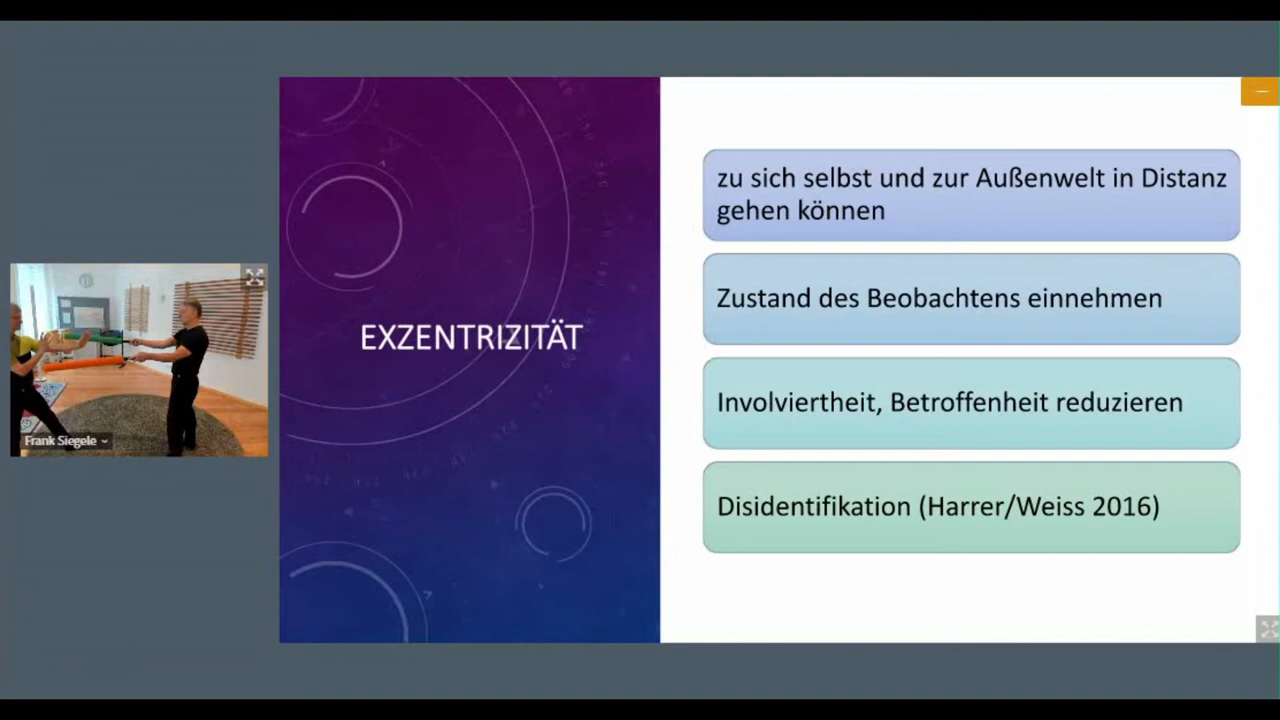 EXZENTRIZITÄT
zu sich selbst und zur Außenwelt in Distanz
gehen können
Zustand des Beobachtens einnehmen
Involviertheit, Betroffenheit reduzieren
Disidentifikation (Harrer/Weiss 2016)
Frank Siegele